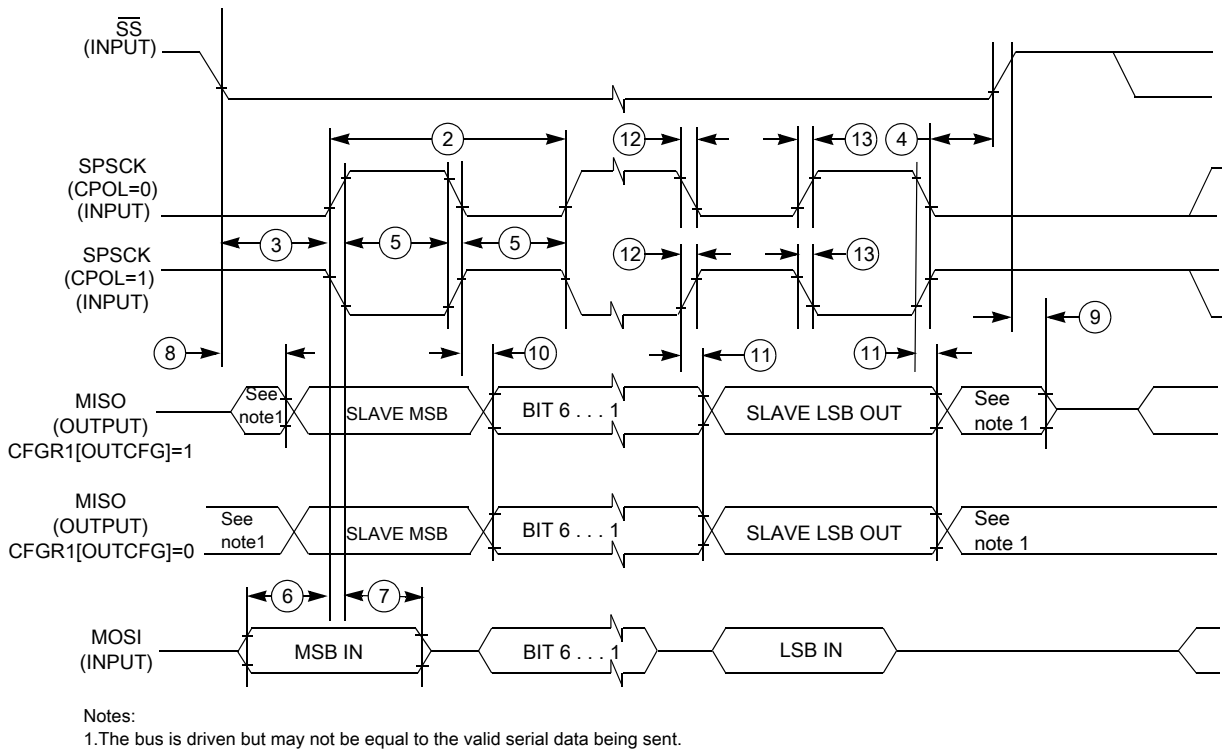 SS
(INPUT)
2
12
13
4
SPSCK
(CPOL=0)
(INPUT)
3
5
5
SPSCK
(CPOL=1)
(INPUT)
12
13
8
10
11
11
9
MISO
(OUTPUT)
CFGR1[OUTCFG]=1
See
note1
SLAVE MSB
BIT 6 . . . 1
SLAVE LSB OUT
See
note 1
MISO
(OUTPUT)
CFGR1[OUTCFG]=0
See
note1
SLAVE MSB
BIT 6 . . . 1
SLAVE LSB OUT
See
note 1
6
7
MOSI
(INPUT)
MSB IN
BIT 6 . . . 1
LSB IN
Notes:
1.The bus is driven but may not be equal to the valid serial data being sent.